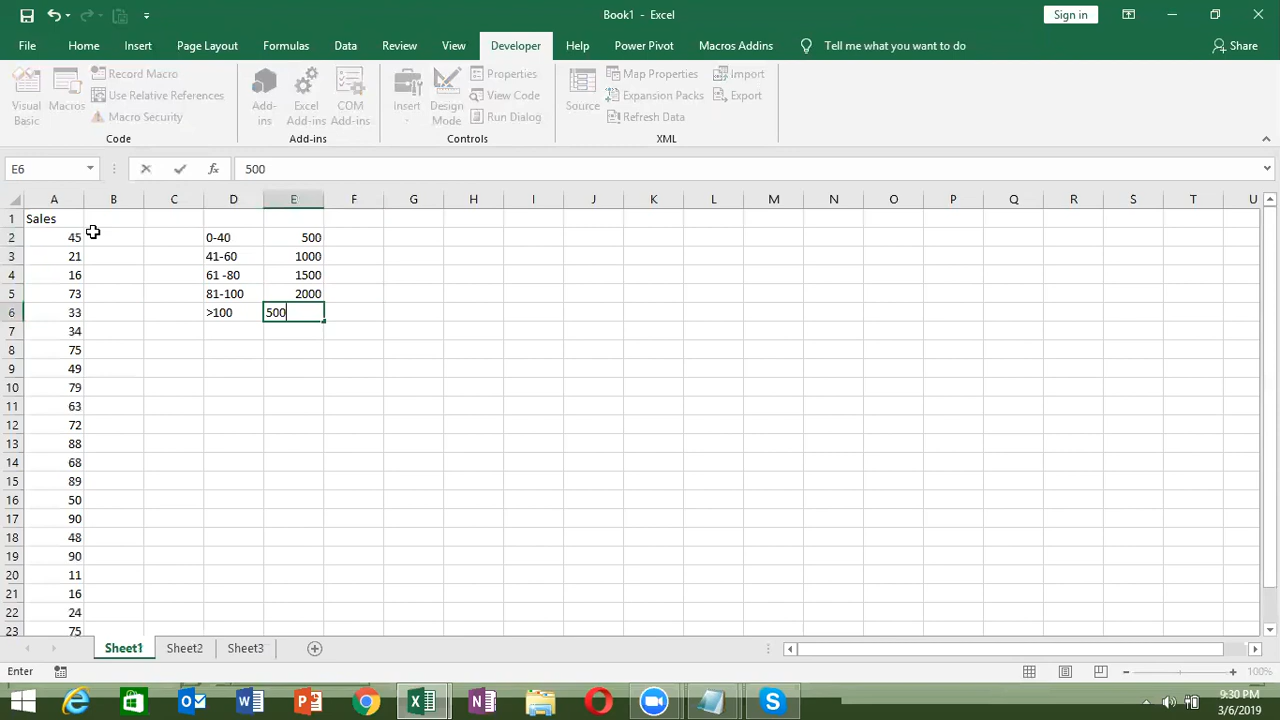 Book1 - Excel
Sign in
File Home Insert Page Layout Formulas Data Review View Developer Help Power Pivot Macros Addins Tell me what you want to do Share
Visual Basic
Macros
Record Macro
Use Relative References
Macro Security
Code
Add-ins
Excel Add-ins
COM Add-ins
Add-ins
Insert
Design Mode
Properties
View Code
Run Dialog
Controls
Source
Map Properties
Expansion Packs
Refresh Data
Import
Export
XML
E6 fx 500
A B C D E F G H I J K L M N O P Q R S T U
1 Sales
2 45 0-40 500
3 21 41-60 1000
4 16 61 -80 1500
5 73 81-100 2000
6 33 >100 500
7 34
8 75
9 49
10 79
11 63
12 72
13 88
14 68
15 89
16 50
17 90
18 48
19 90
20 11
21 16
22 24
23 75
Sheet1 Sheet2 Sheet3
Enter 100%
9:30 PM
3/6/2019